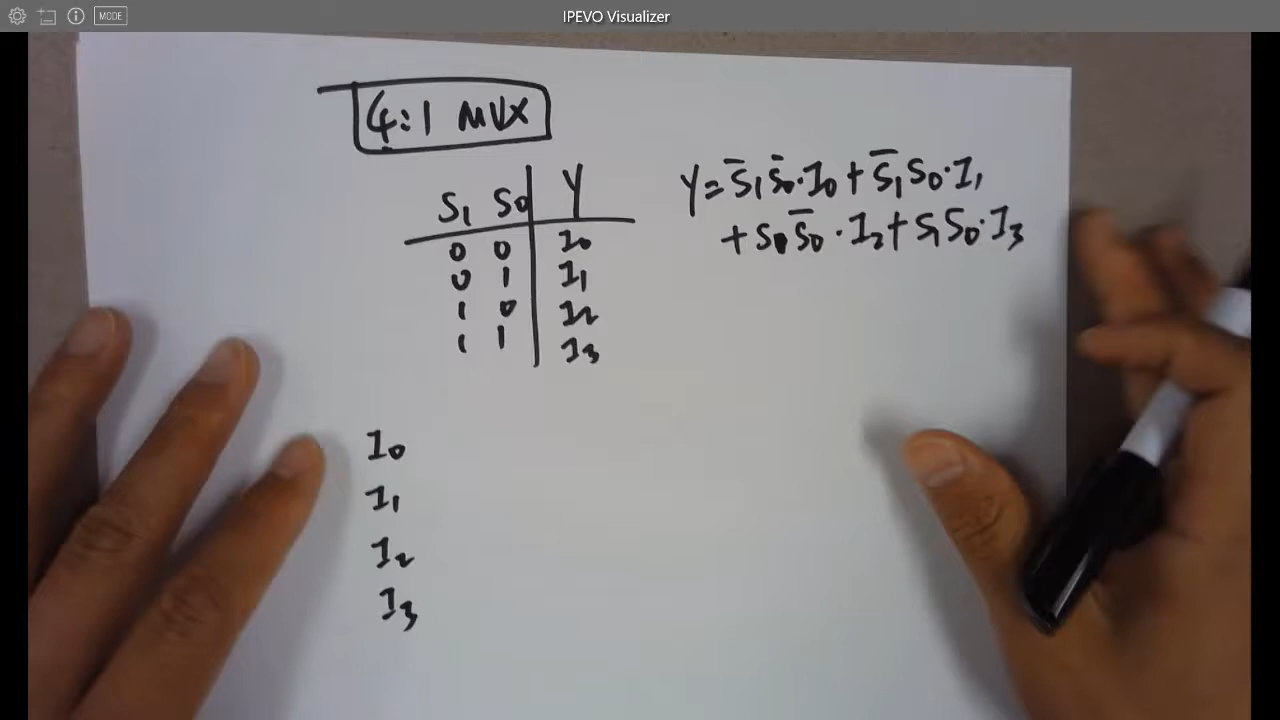 MODE
IPEVO Visualizer
4:1 MUX
S₁ S₀ Y
0 0 I₀
0 1 I₁
1 0 I₂
1 1 I₃
Y = S̄₁S̄₀·I₀ + S̄₁S₀·I₁
+ S₀S̄₀·I₂ + S₁S₀·I₃
I₀
I₁
I₂
I₃